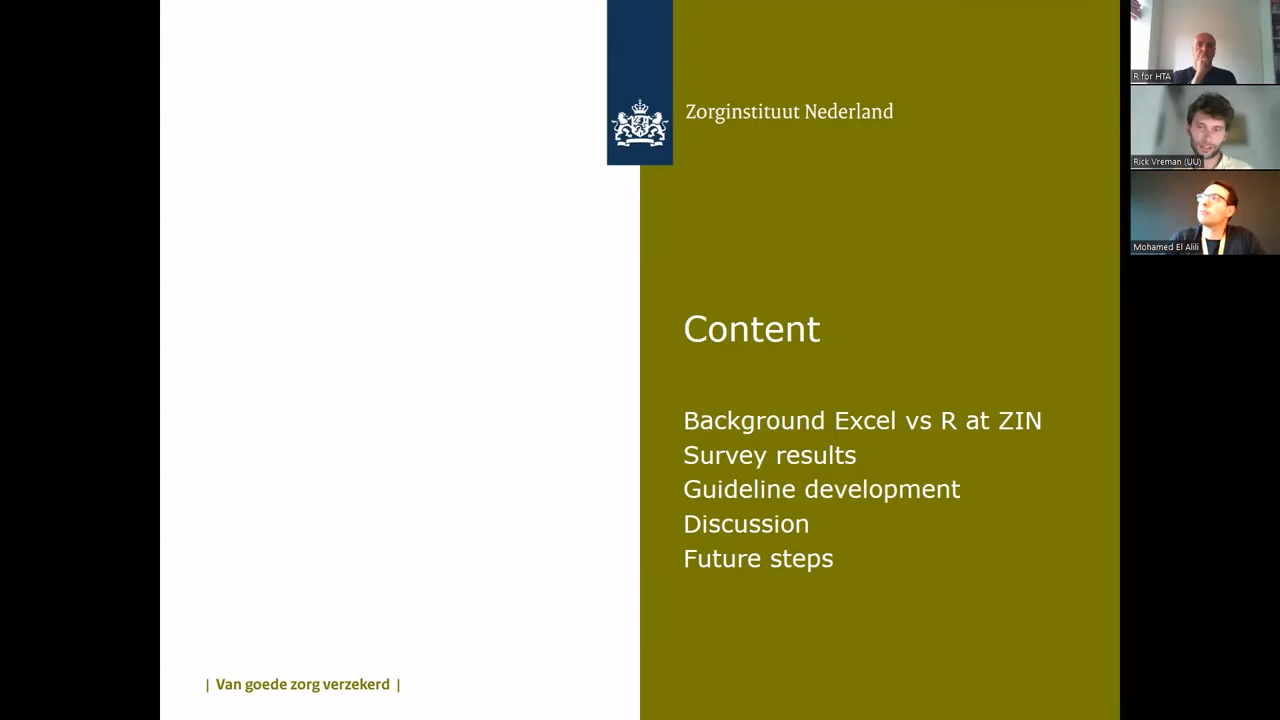 Zorginstituut Nederland
Content
Background Excel vs R at ZIN
Survey results
Guideline development
Discussion
Future steps
| Van goede zorg verzekerd |
R for HTA
Rick Vreman (UU)
Mohamed El Alili